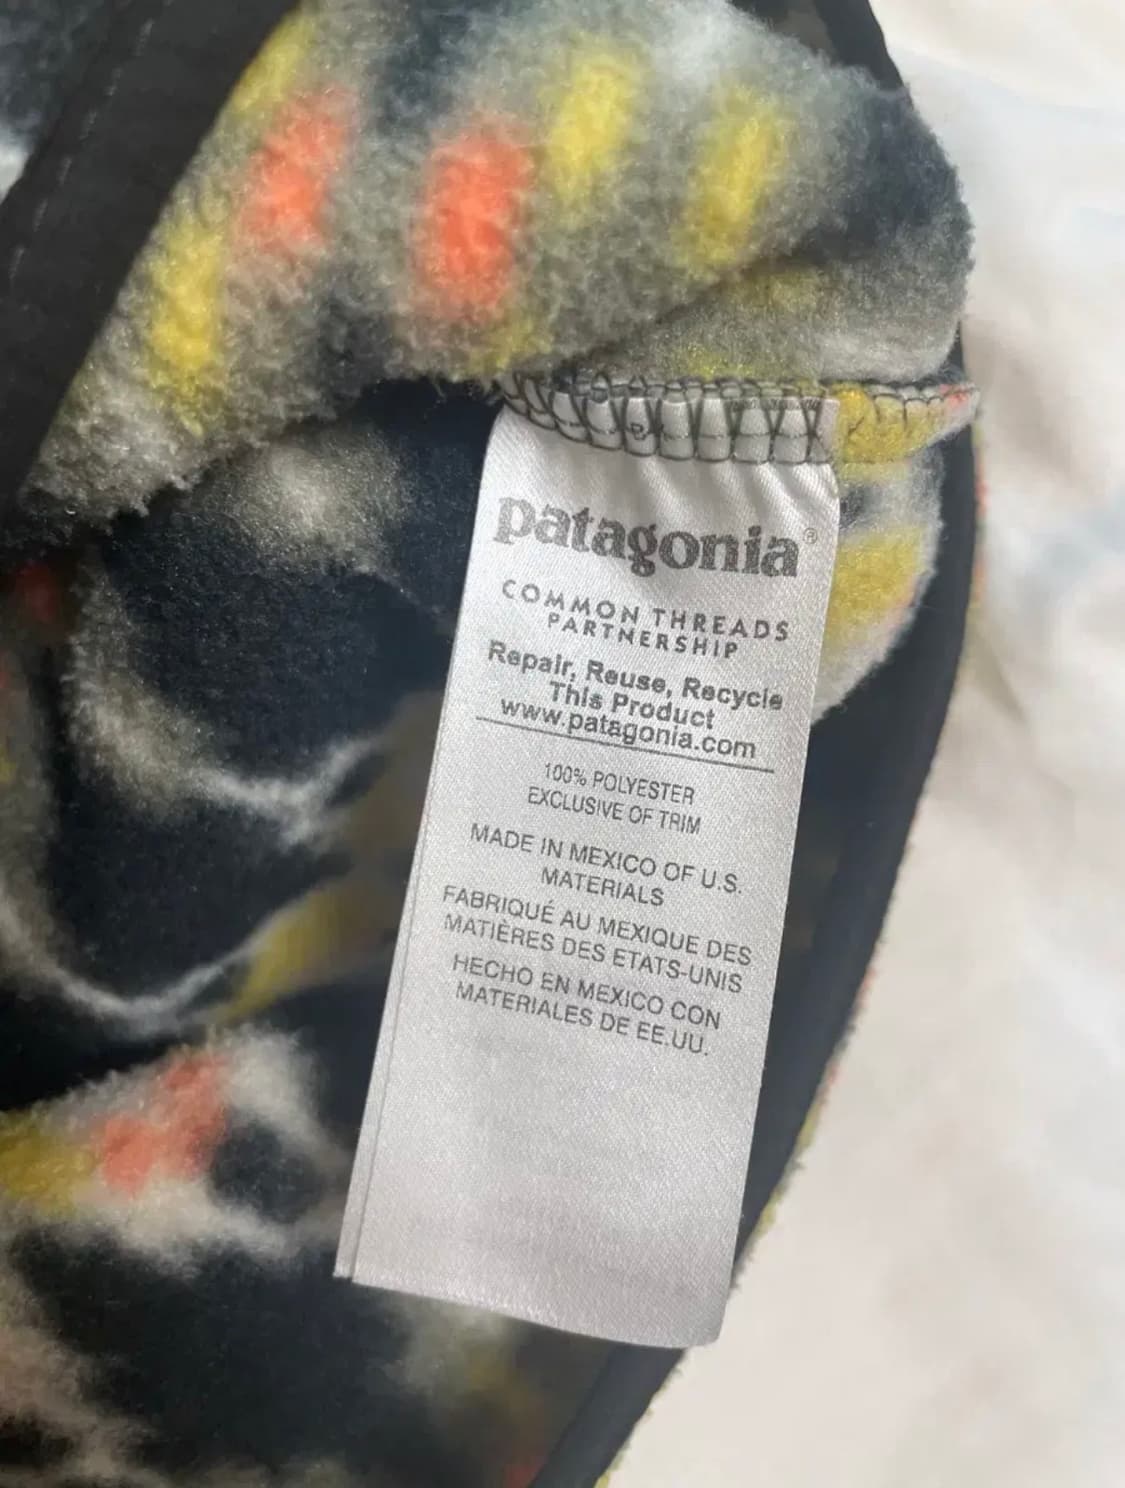 patagonia®
COMMON THREADS
PARTNERSHIP
Repair, Reuse, Recycle
This Product
www.patagonia.com
100% POLYESTER
EXCLUSIVE OF TRIM
MADE IN MEXICO OF U.S.
MATERIALS
FABRIQUÉ AU MEXIQUE DES
MATIÈRES DES ETATS-UNIS
HECHO EN MEXICO CON
MATERIALES DE EE.UU.